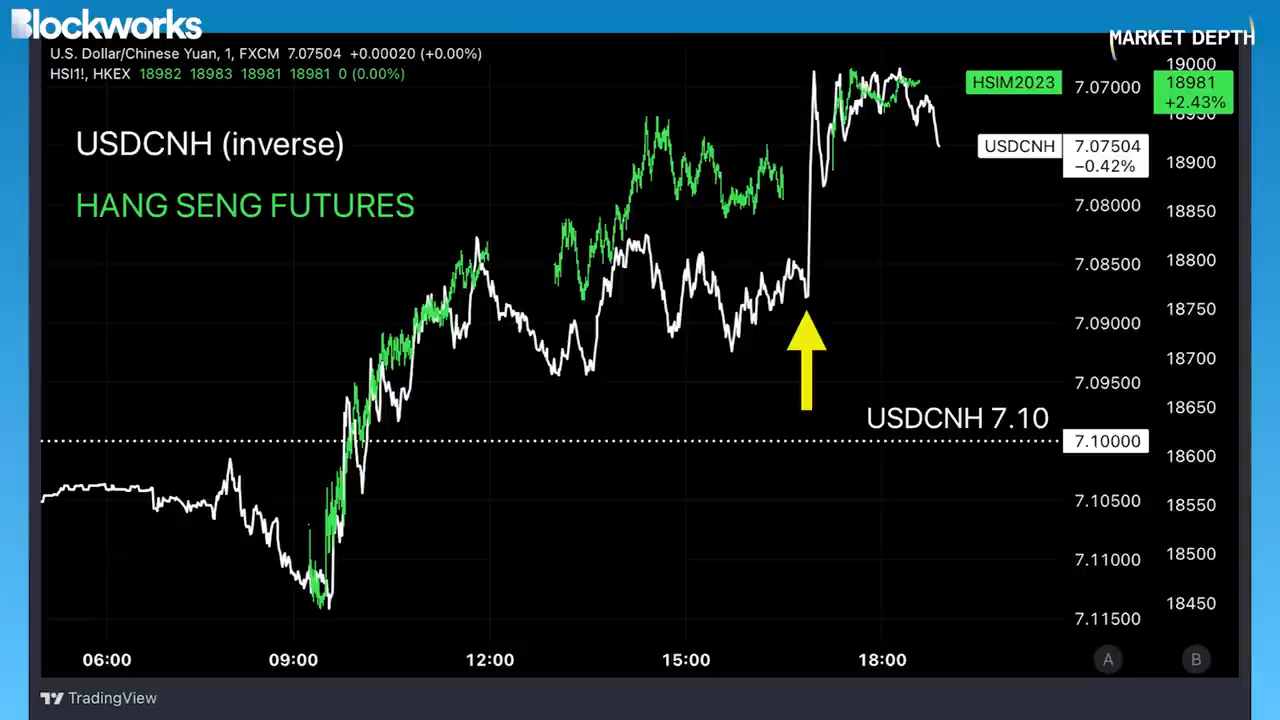 Blockworks
MARKET DEPTH
U.S. Dollar/Chinese Yuan, 1, FXCM 7.07504 +0.00020 (+0.00%)
HSI1!, HKEX 18982 18983 18981 18981 0 (0.00%)
USDCNH (inverse)
HANG SENG FUTURES
HSIM2023
USDCNH
USDCNH 7.10
7.07000
7.07504
−0.42%
7.08000
7.08500
7.09000
7.09500
7.10000
7.10500
7.11000
7.11500
19000
18981
+2.43%
18950
18900
18850
18800
18750
18700
18650
18600
18550
18500
18450
06:00 09:00 12:00 15:00 18:00
A B
TradingView